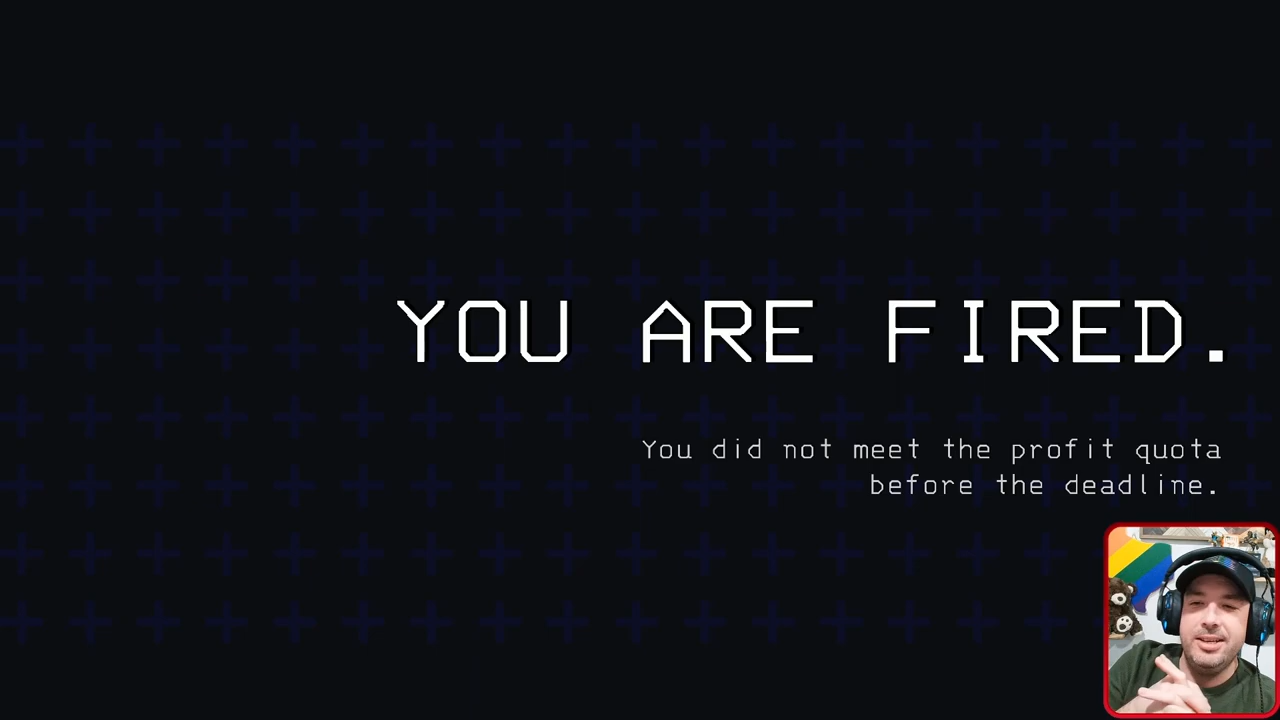 YOU ARE FIRED.
You did not meet the profit quota
before the deadline.